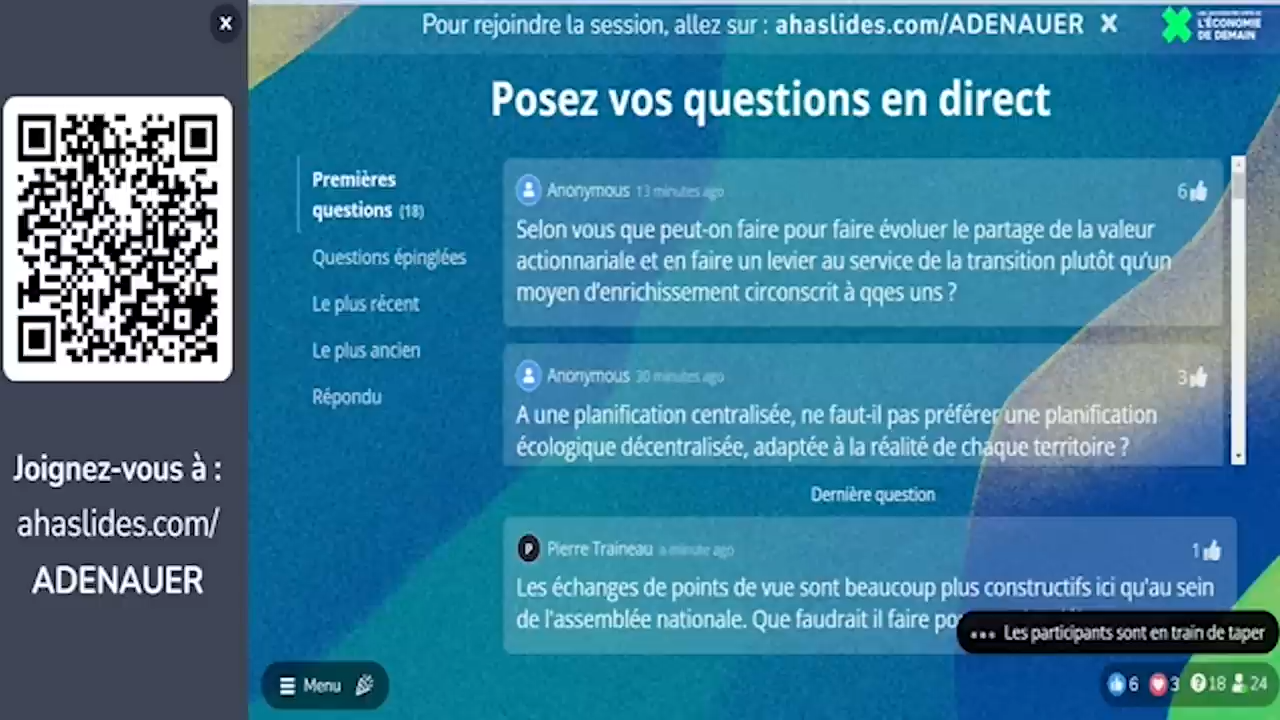 Pour rejoindre la session, allez sur : ahaslides.com/ADENAUER
L'ÉCONOMIE
DE DEMAIN
Posez vos questions en direct
Premières
questions (18)
Questions épinglées
Le plus récent
Le plus ancien
Répondu
Anonymous 13 minutes ago
6
Selon vous que peut-on faire pour faire évoluer le partage de la valeur
actionnariale et en faire un levier au service de la transition plutôt qu'un
moyen d'enrichissement circonscrit à qqes uns ?
Anonymous 30 minutes ago
3
A une planification centralisée, ne faut-il pas préférer une planification
écologique décentralisée, adaptée à la réalité de chaque territoire ?
Dernière question
P Pierre Traineau a minute ago
1
Les échanges de points de vue sont beaucoup plus constructifs ici qu'au sein
de l'assemblée nationale. Que faudrait il faire
... Les participants sont en train de taper
Joignez-vous à :
ahaslides.com/
ADENAUER
Menu
6 3 18 24